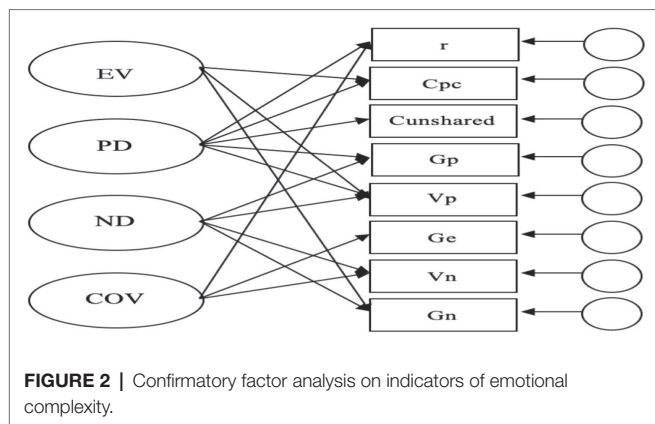 EV
PD
ND
COV
r
Cpc
Cunshared
Gp
Vp
Ge
Vn
Gn
FIGURE 2 | Confirmatory factor analysis on indicators of emotional
complexity.